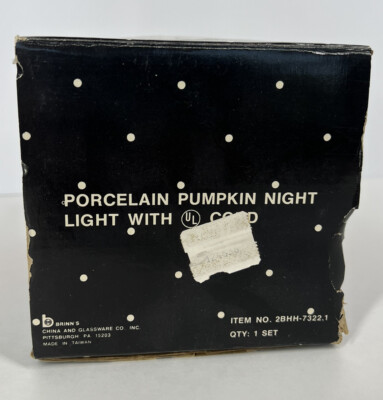 PORCELAIN PUMPKIN NIGHT
LIGHT WITH UL CORD
BRINN'S
CHINA AND GLASSWARE CO. INC.
PITTSBURGH PA 15203
MADE IN TAIWAN
ITEM NO. 2BHH-7322.1
QTY: 1 SET